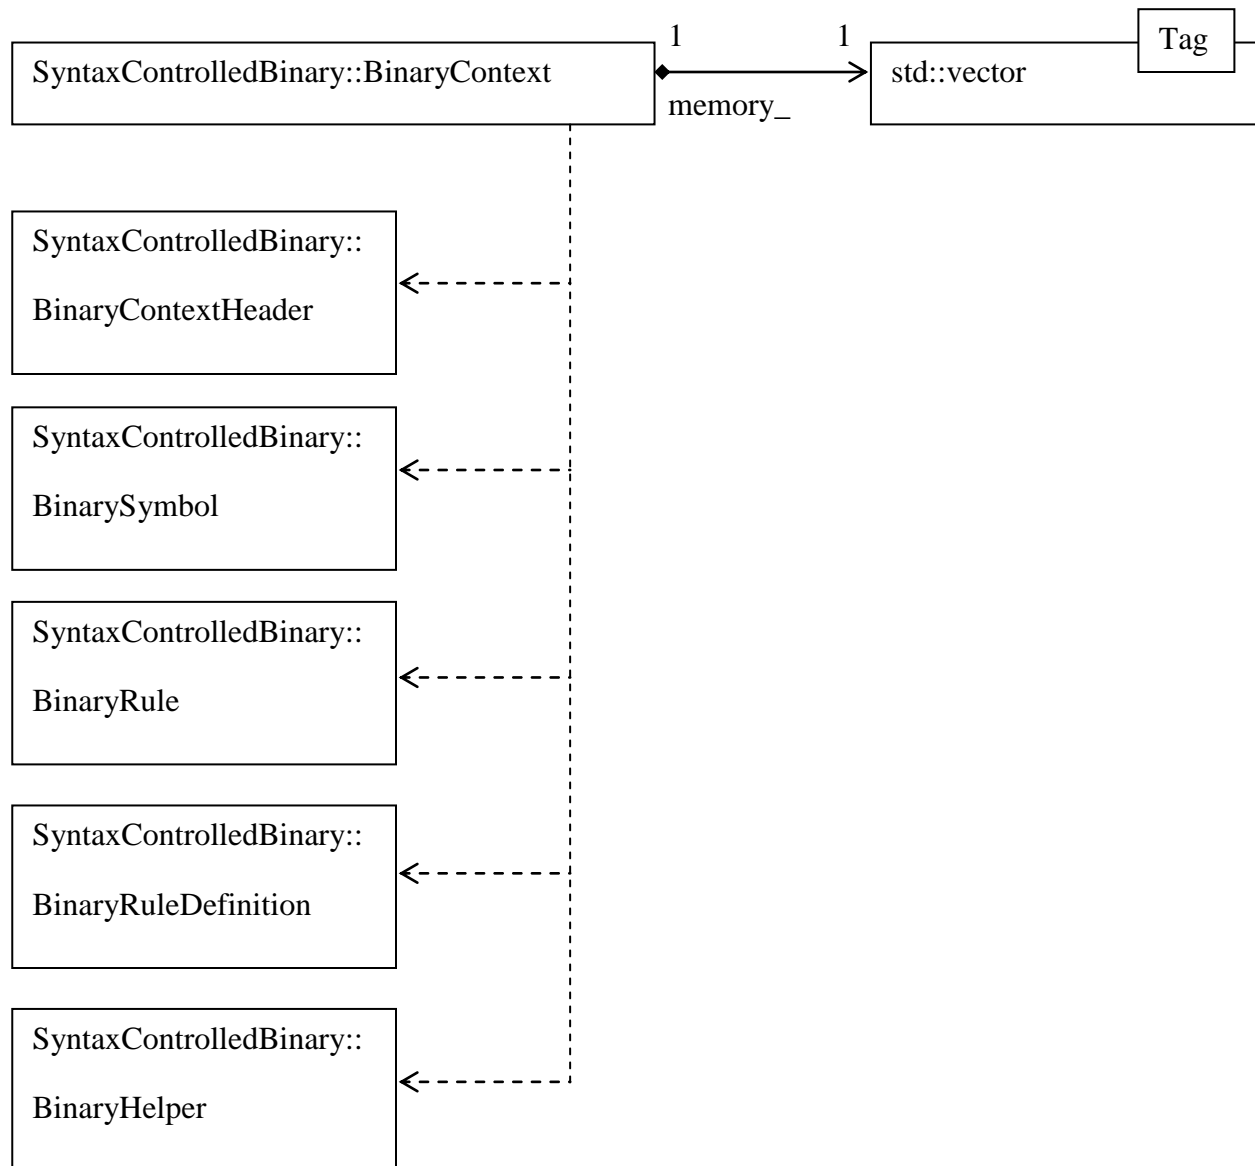 SyntaxControlledBinary::BinaryContext
1
1
memory_
std::vector
Tag
SyntaxControlledBinary::
BinaryContextHeader
SyntaxControlledBinary::
BinarySymbol
SyntaxControlledBinary::
BinaryRule
SyntaxControlledBinary::
BinaryRuleDefinition
SyntaxControlledBinary::
BinaryHelper